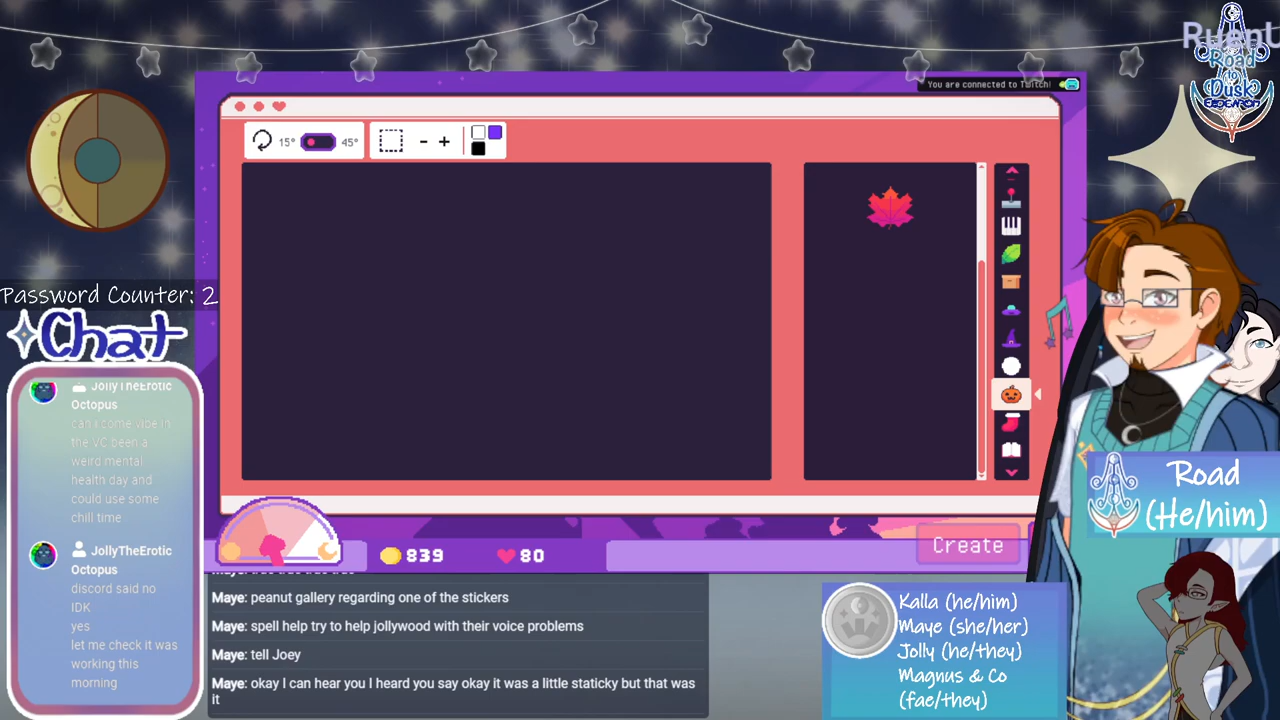 Road
to
Dusk
You are connected to Twitch!
15°
45°
- +
Password Counter: 2
Chat
JollyTheErotic
Octopus
can i come vibe in
the VC been a
weird mental
health day and
could use some
chill time
JollyTheErotic
Octopus
discord said no
IDK
yes
let me check it was
working this
morning
839
80
Create
Maye: peanut gallery regarding one of the stickers
Maye: spell help try to help jollywood with their voice problems
Maye: tell Joey
Maye: okay I can hear you I heard you say okay it was a little staticky but that was
it
Road
(He/him)
Kalla (he/him)
Maye (she/her)
Jolly (he/they)
Magnus & Co
(fae/they)